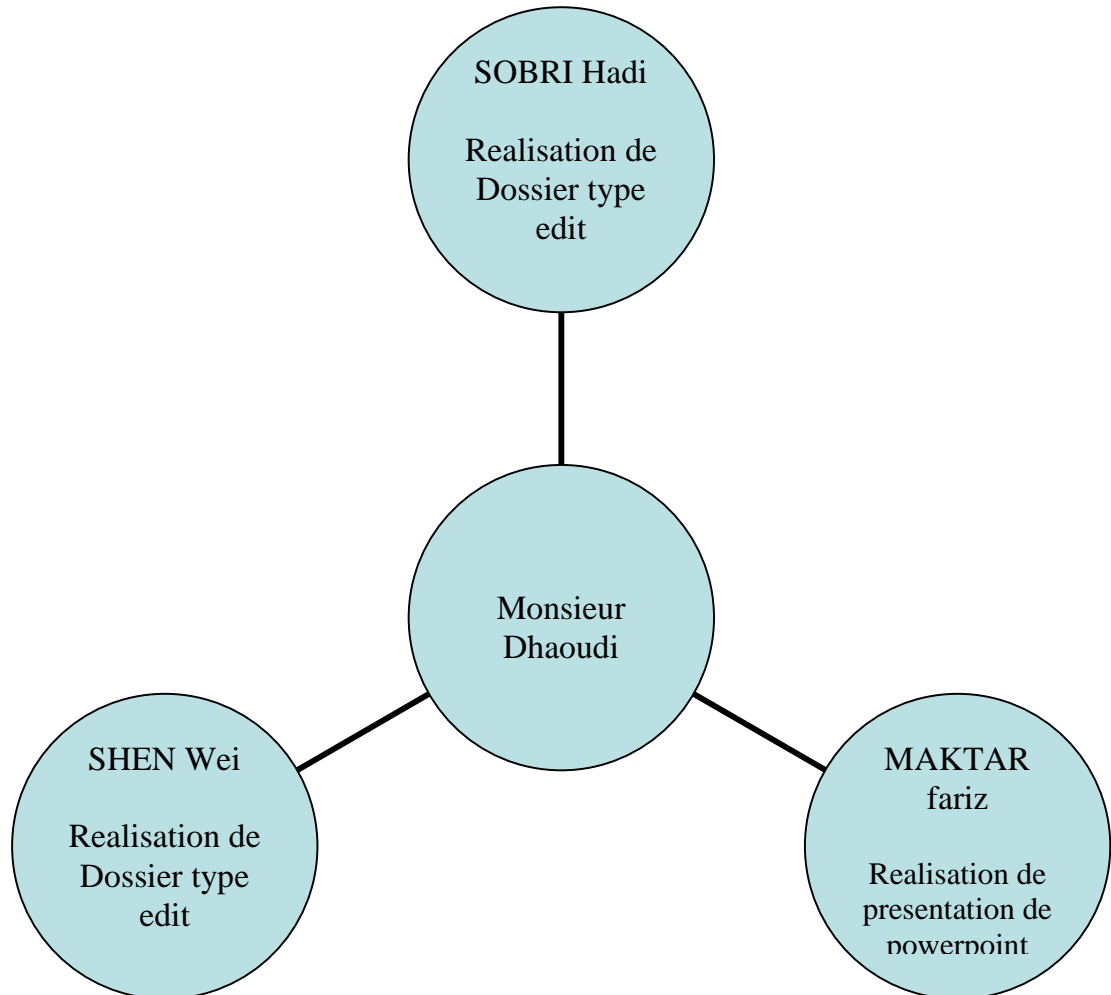 SOBRI Hadi
Realisation de
Dossier type
edit
Monsieur
Dhaoudi
SHEN Wei
Realisation de
Dossier type
edit
MAKTAR
fariz
Realisation de
presentation de
powerpoint